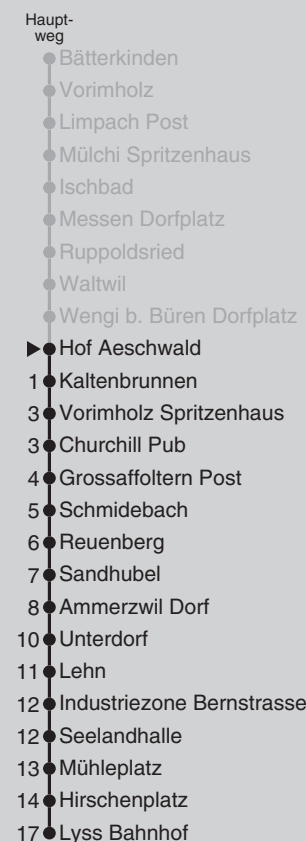 Haupt-
weg
Bätterkinden
Vorimholz
Limpach Post
Mülchi Spritzenhaus
Ischbad
Messen Dorfplatz
Ruppoldsried
Waltwil
Wengi b. Büren Dorfplatz
Hof Aeschwald
1 Kaltenbrunnen
3 Vorimholz Spritzenhaus
3 Churchill Pub
4 Grossaffoltern Post
5 Schmidebach
6 Reuenberg
7 Sandhubel
8 Ammerzwil Dorf
10 Unterdorf
11 Lehn
12 Industriezone Bernstrasse
12 Seelandhalle
13 Mühleplatz
14 Hirschenplatz
17 Lyss Bahnhof